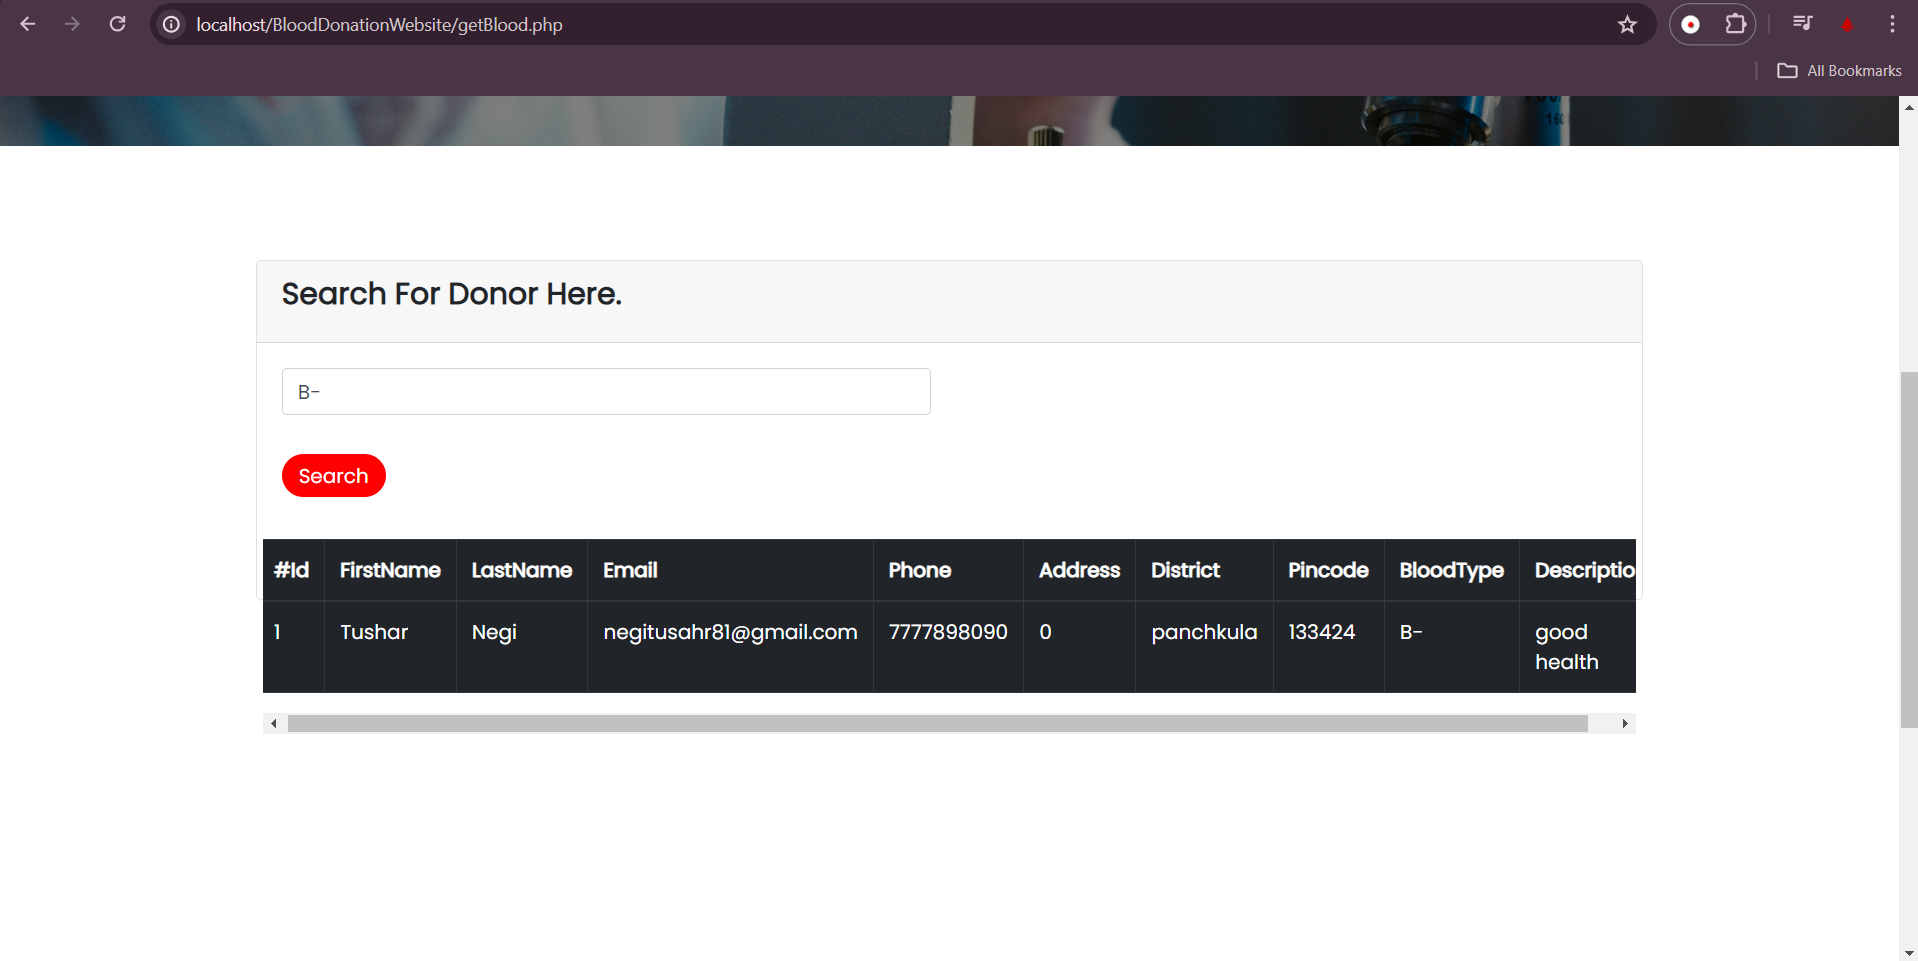 localhost/BloodDonationWebsite/getBlood.php
All Bookmarks
160
Search For Donor Here.
B-
Search
#Id FirstName LastName Email Phone Address District Pincode BloodType Descriptio
1 Tushar Negi negitusahr81@gmail.com 7777898090 0 panchkula 133424 B- good
health